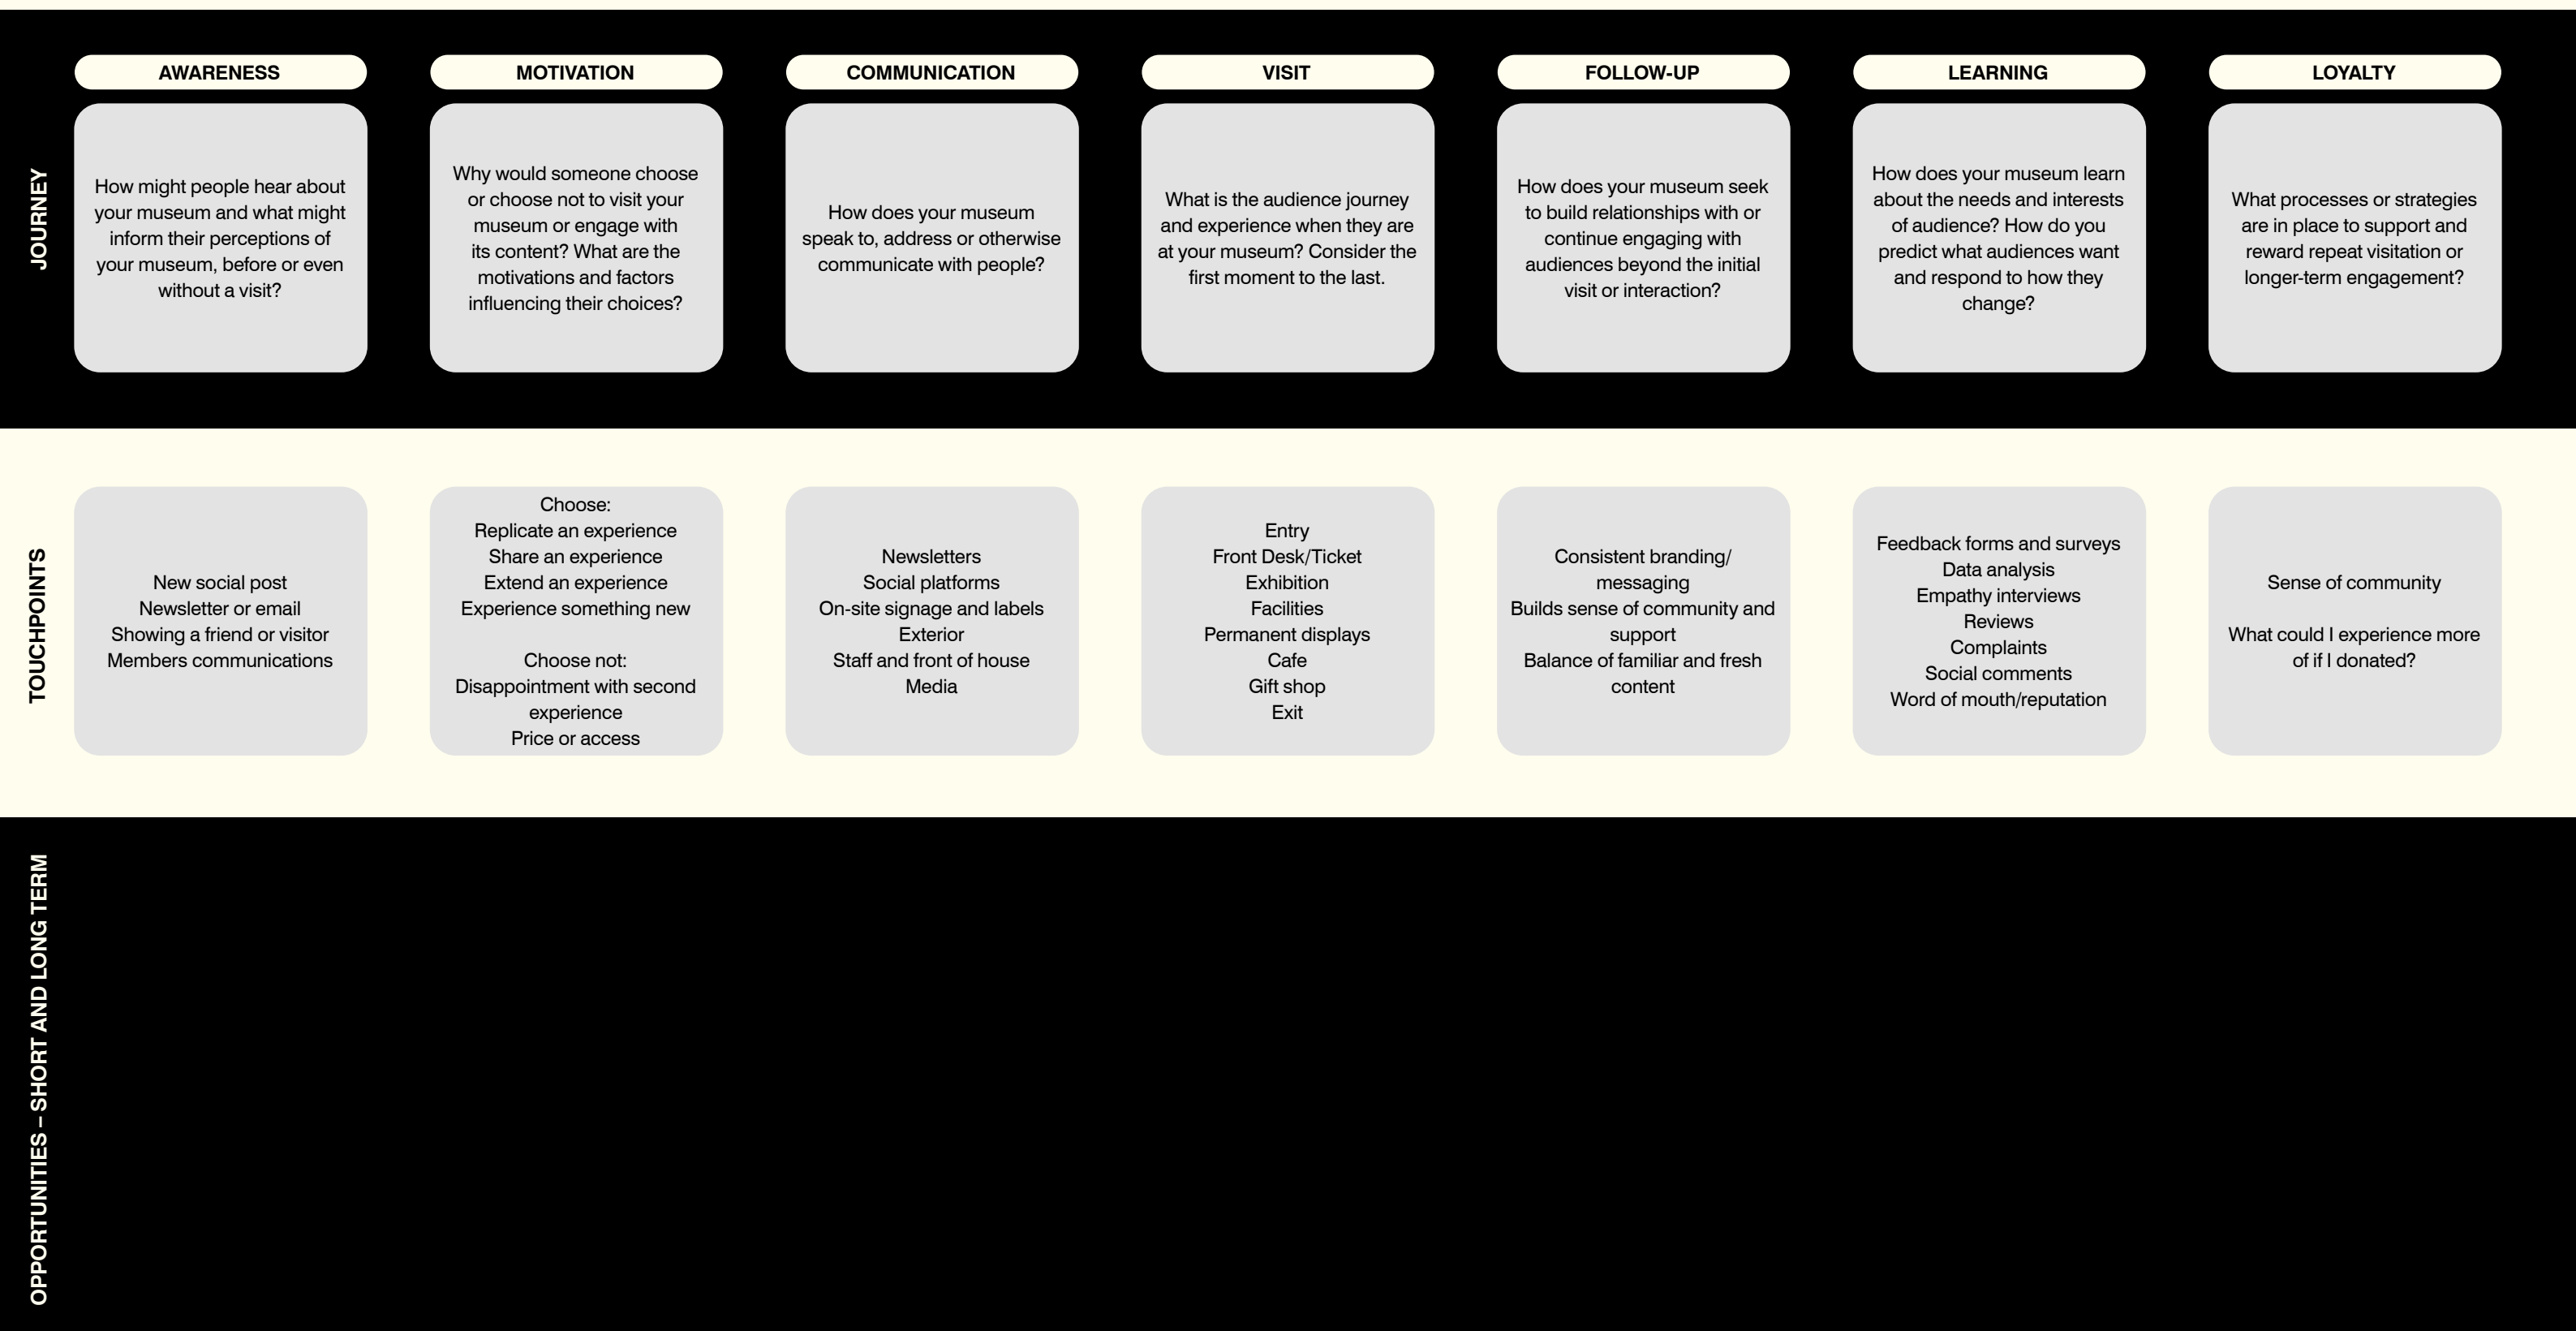 AWARENESS
MOTIVATION
COMMUNICATION
VISIT
FOLLOW-UP
LEARNING
LOYALTY
JOURNEY
How might people hear about
your museum and what might
inform their perceptions of
your museum, before or even
without a visit?
Why would someone choose
or choose not to visit your
museum or engage with
its content? What are the
motivations and factors
influencing their choices?
How does your museum
speak to, address or otherwise
communicate with people?
What is the audience journey
and experience when they are
at your museum? Consider the
first moment to the last.
How does your museum seek
to build relationships with or
continue engaging with
audiences beyond the initial
visit or interaction?
How does your museum learn
about the needs and interests
of audience? How do you
predict what audiences want
and respond to how they
change?
What processes or strategies
are in place to support and
reward repeat visitation or
longer-term engagement?
TOUCHPOINTS
New social post
Newsletter or email
Showing a friend or visitor
Members communications
Choose:
Replicate an experience
Share an experience
Extend an experience
Experience something new
Choose not:
Disappointment with second
experience
Price or access
Newsletters
Social platforms
On-site signage and labels
Exterior
Staff and front of house
Media
Entry
Front Desk/Ticket
Exhibition
Facilities
Permanent displays
Cafe
Gift shop
Exit
Consistent branding/
messaging
Builds sense of community and
support
Balance of familiar and fresh
content
Feedback forms and surveys
Data analysis
Empathy interviews
Reviews
Complaints
Social comments
Word of mouth/reputation
Sense of community
What could I experience more
of if I donated?
OPPORTUNITIES – SHORT AND LONG TERM